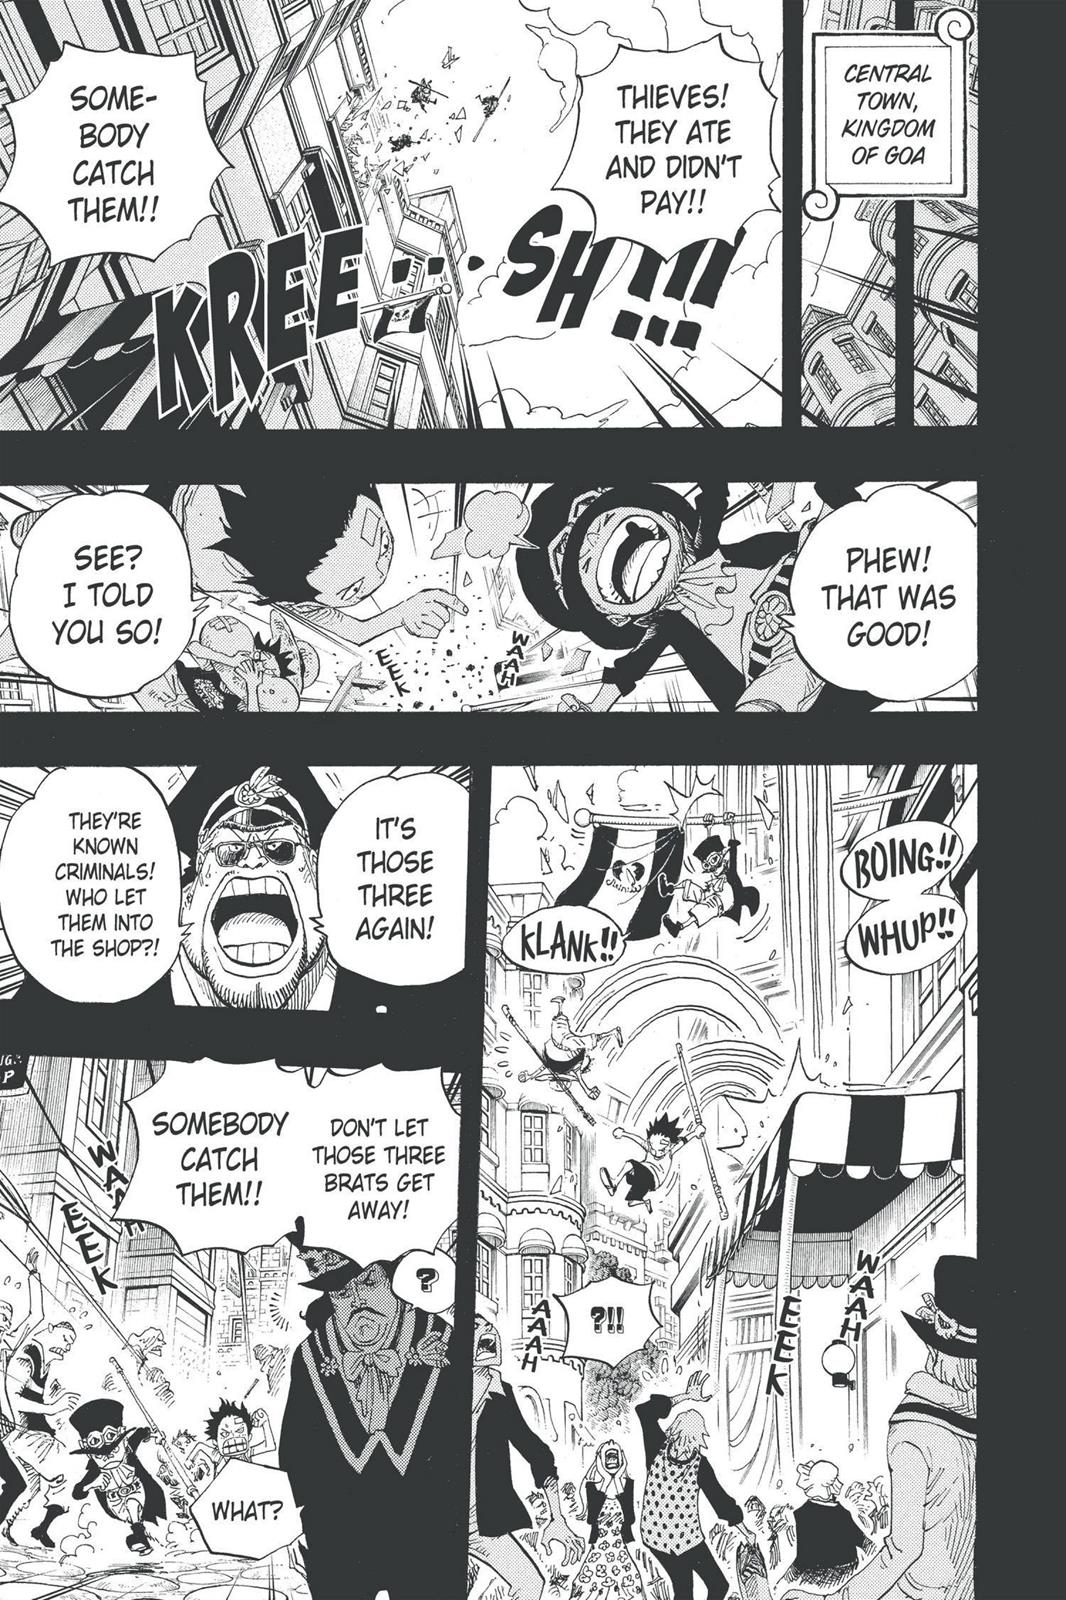 CENTRAL
TOWN,
KINGDOM
OF GOA
THIEVES!
THEY ATE
AND DIDN'T
PAY!!
SOME-
BODY
CATCH
THEM!!
KREE...SH!!!
PHEW!
THAT WAS
GOOD!
WAAH
EEK
SEE?
I TOLD
YOU SO!
BOING!!
WHUP!!
KLANK!!
?!!
AAAH
WAAH
EEEK
IT'S
THOSE
THREE
AGAIN!
THEY'RE
KNOWN
CRIMINALS!
WHO LET
THEM INTO
THE SHOP?!
DON'T LET
THOSE THREE
BRATS GET
AWAY!
SOMEBODY
CATCH
THEM!!
WAAAH
EEEK
?
WHAT?